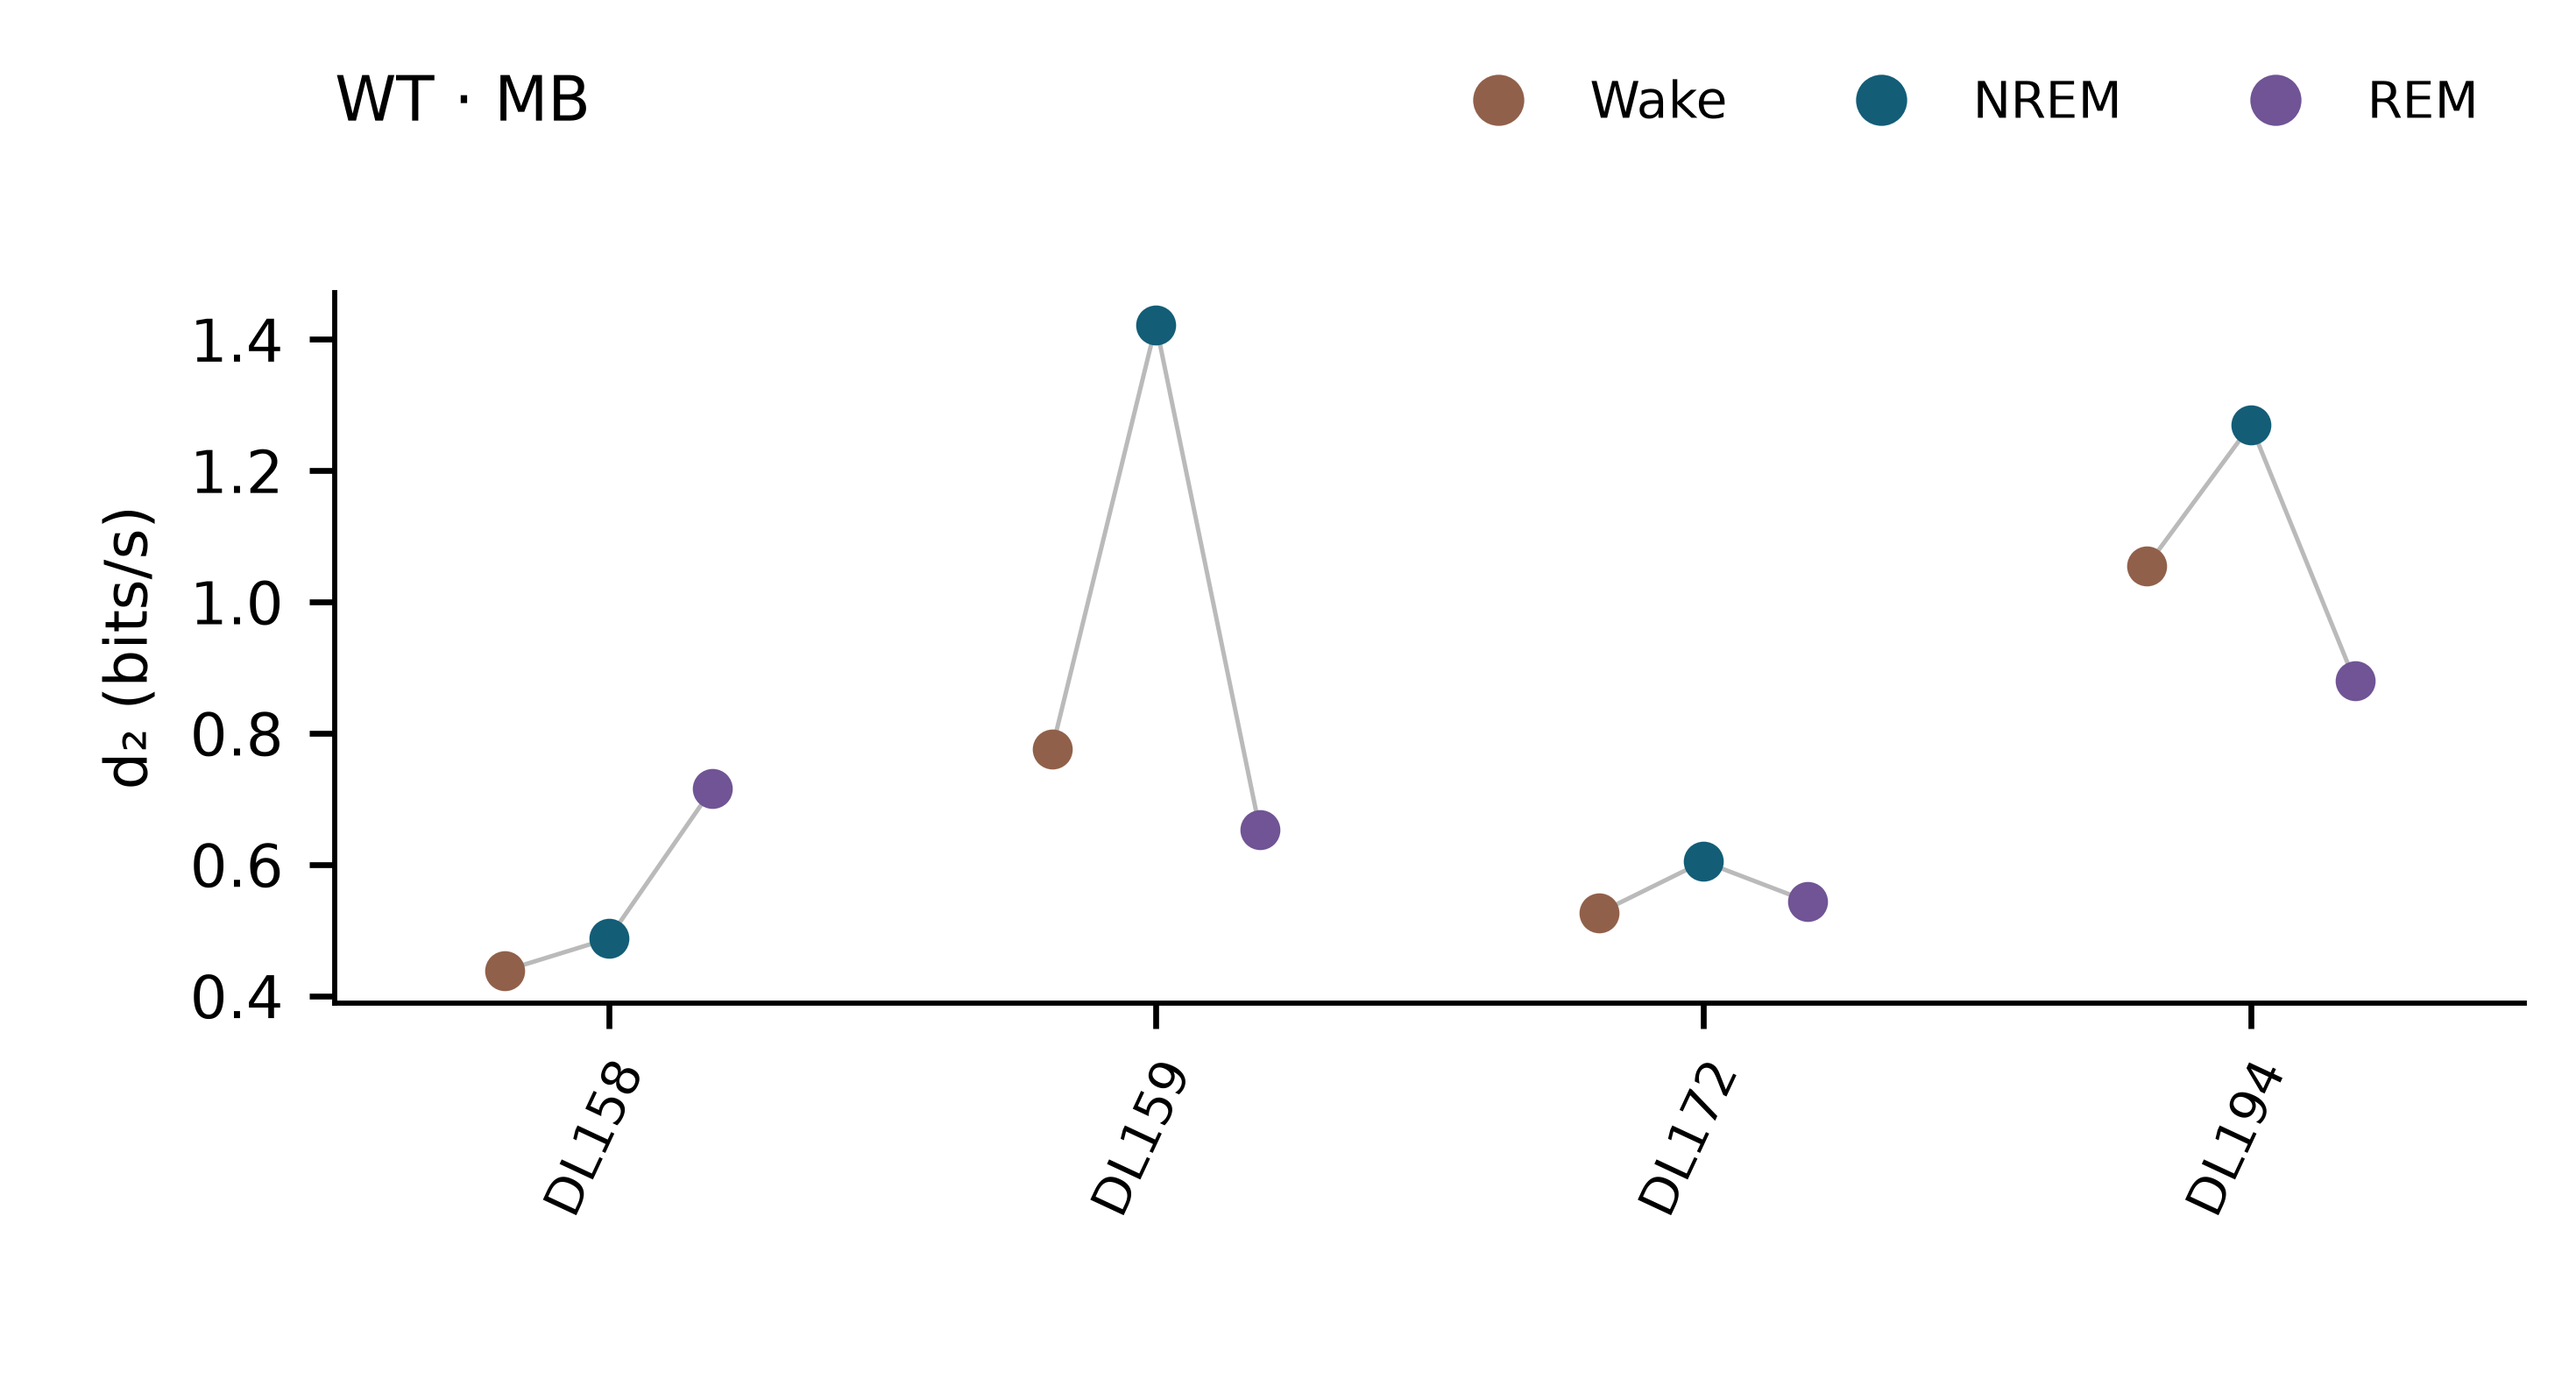 WT · MB
Wake NREM REM
d₂ (bits/s)
1.4
1.2
1.0
0.8
0.6
0.4
DL158 DL159 DL172 DL194